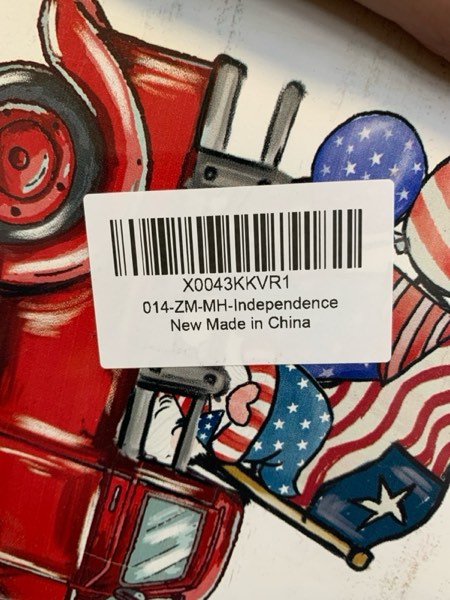 X0043KKVR1
014-ZM-MH-Independence
New Made in China